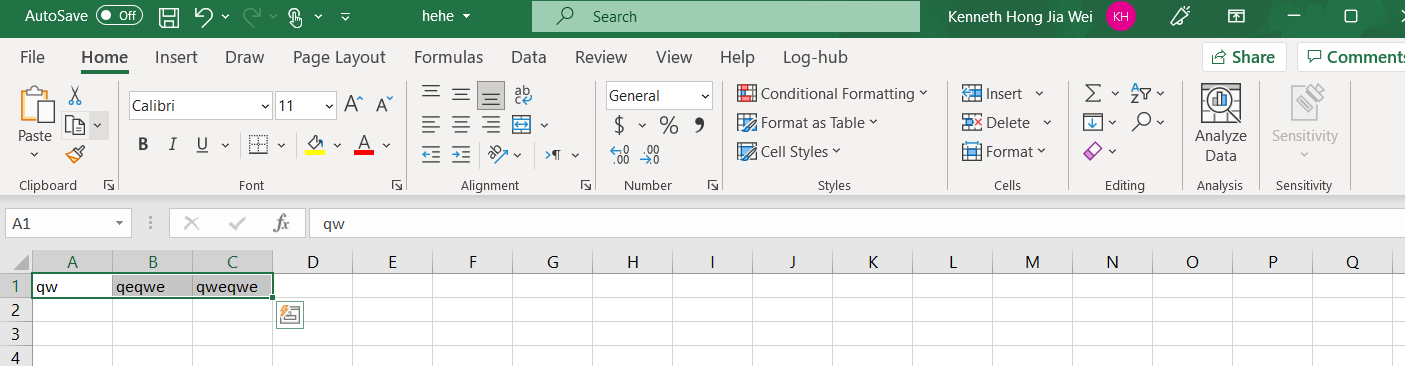 AutoSave Off hehe Search Kenneth Hong Jia Wei KH
File Home Insert Draw Page Layout Formulas Data Review View Help Log-hub Share Comments
Paste Calibri 11 A A ab c General Conditional Formatting Insert Σ A Z Analyze Data Sensitivity
$ % 9 Format as Table Delete
B I U A ¶ ←0 .00 .00 →0 Cell Styles Format
Clipboard Font Alignment Number Styles Cells Editing Analysis Sensitivity
A1 fx qw
A B C D E F G H I J K L M N O P Q
1 qw qeqwe qweqwe
2
3
4